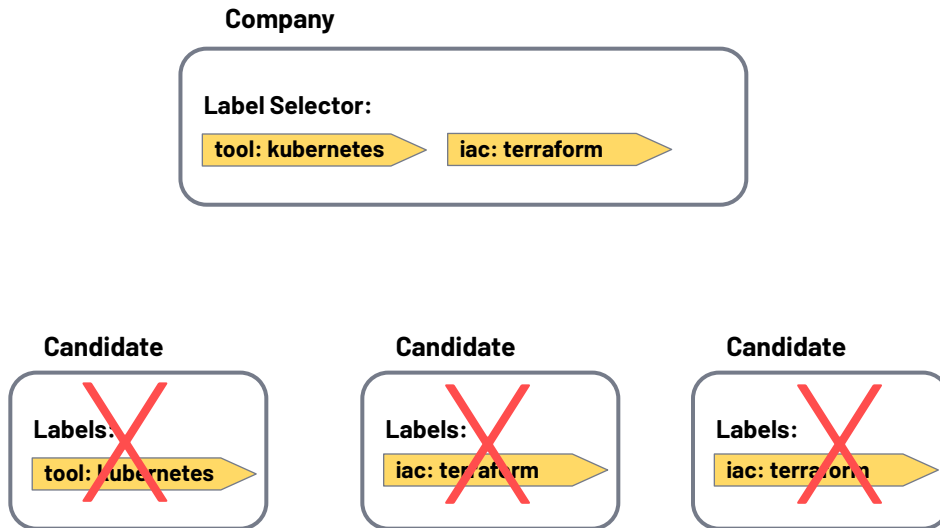 Company
Label Selector:
tool: kubernetes iac: terraform
Candidate Candidate Candidate
Labels: Labels: Labels:
tool: kubernetes iac: terraform iac: terraform